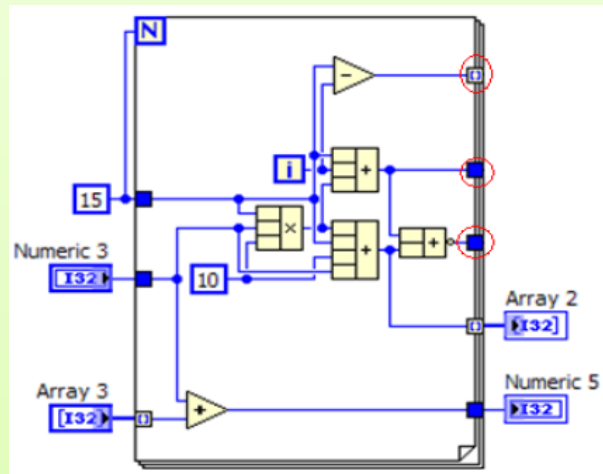 N
i
15
Numeric 3
I32
10
Array 2
[I32]
Array 3
[I32]
Numeric 5
I32